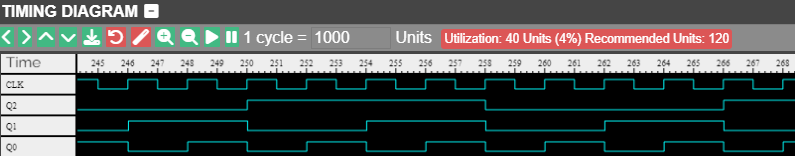 TIMING DIAGRAM
1 cycle = 1000 Units Utilization: 40 Units (4%) Recommended Units: 120
Time 245 246 247 248 249 250 251 252 253 254 255 256 257 258 259 260 261 262 263 264 265 266 267 268
CLK
Q2
Q1
Q0